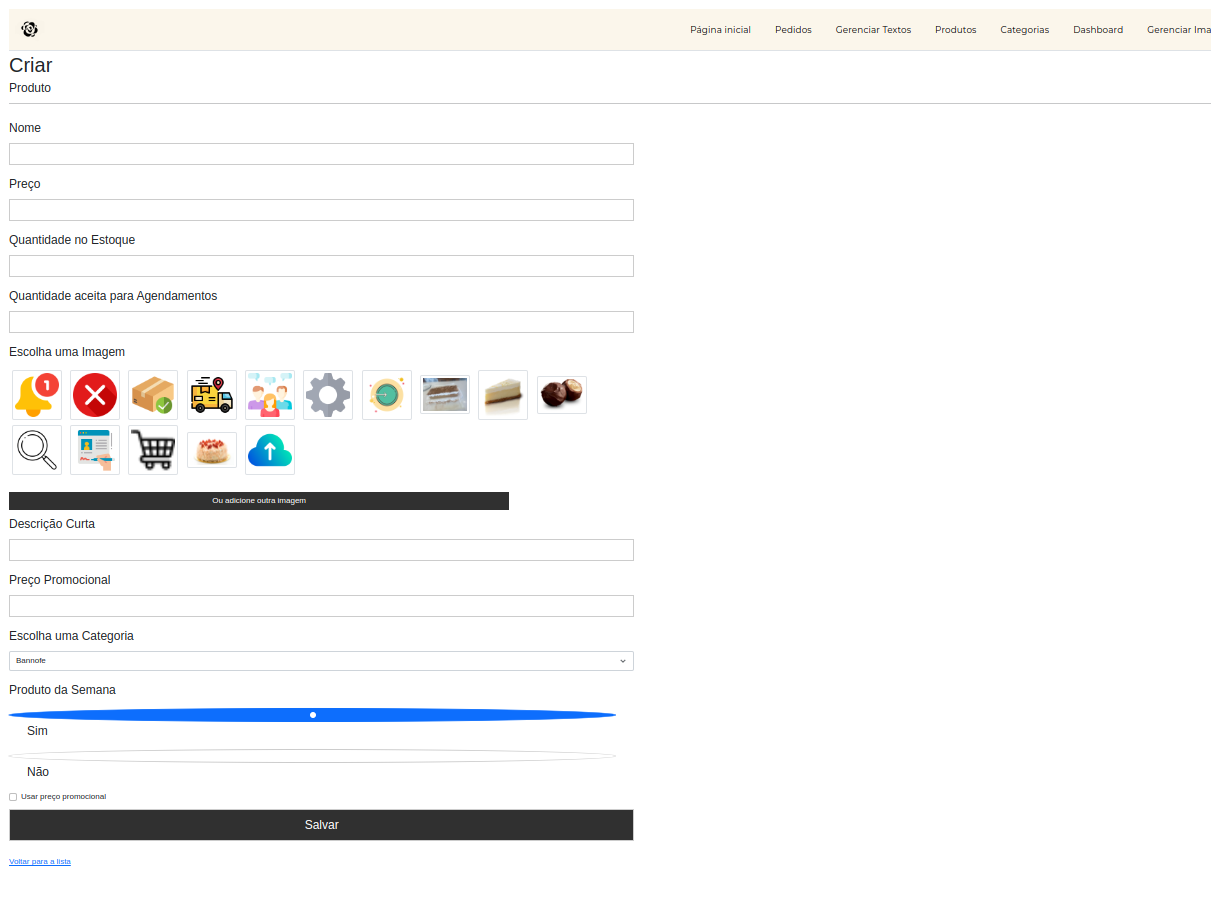 Página inicial Pedidos Gerenciar Textos Produtos Categorias Dashboard Gerenciar Ima
Criar
Produto
Nome
Preço
Quantidade no Estoque
Quantidade aceita para Agendamentos
Escolha uma Imagem
1
Ou adicione outra imagem
Descrição Curta
Preço Promocional
Escolha uma Categoria
Bannofe
Produto da Semana
Sim
Não
Usar preço promocional
Salvar
Voltar para a lista